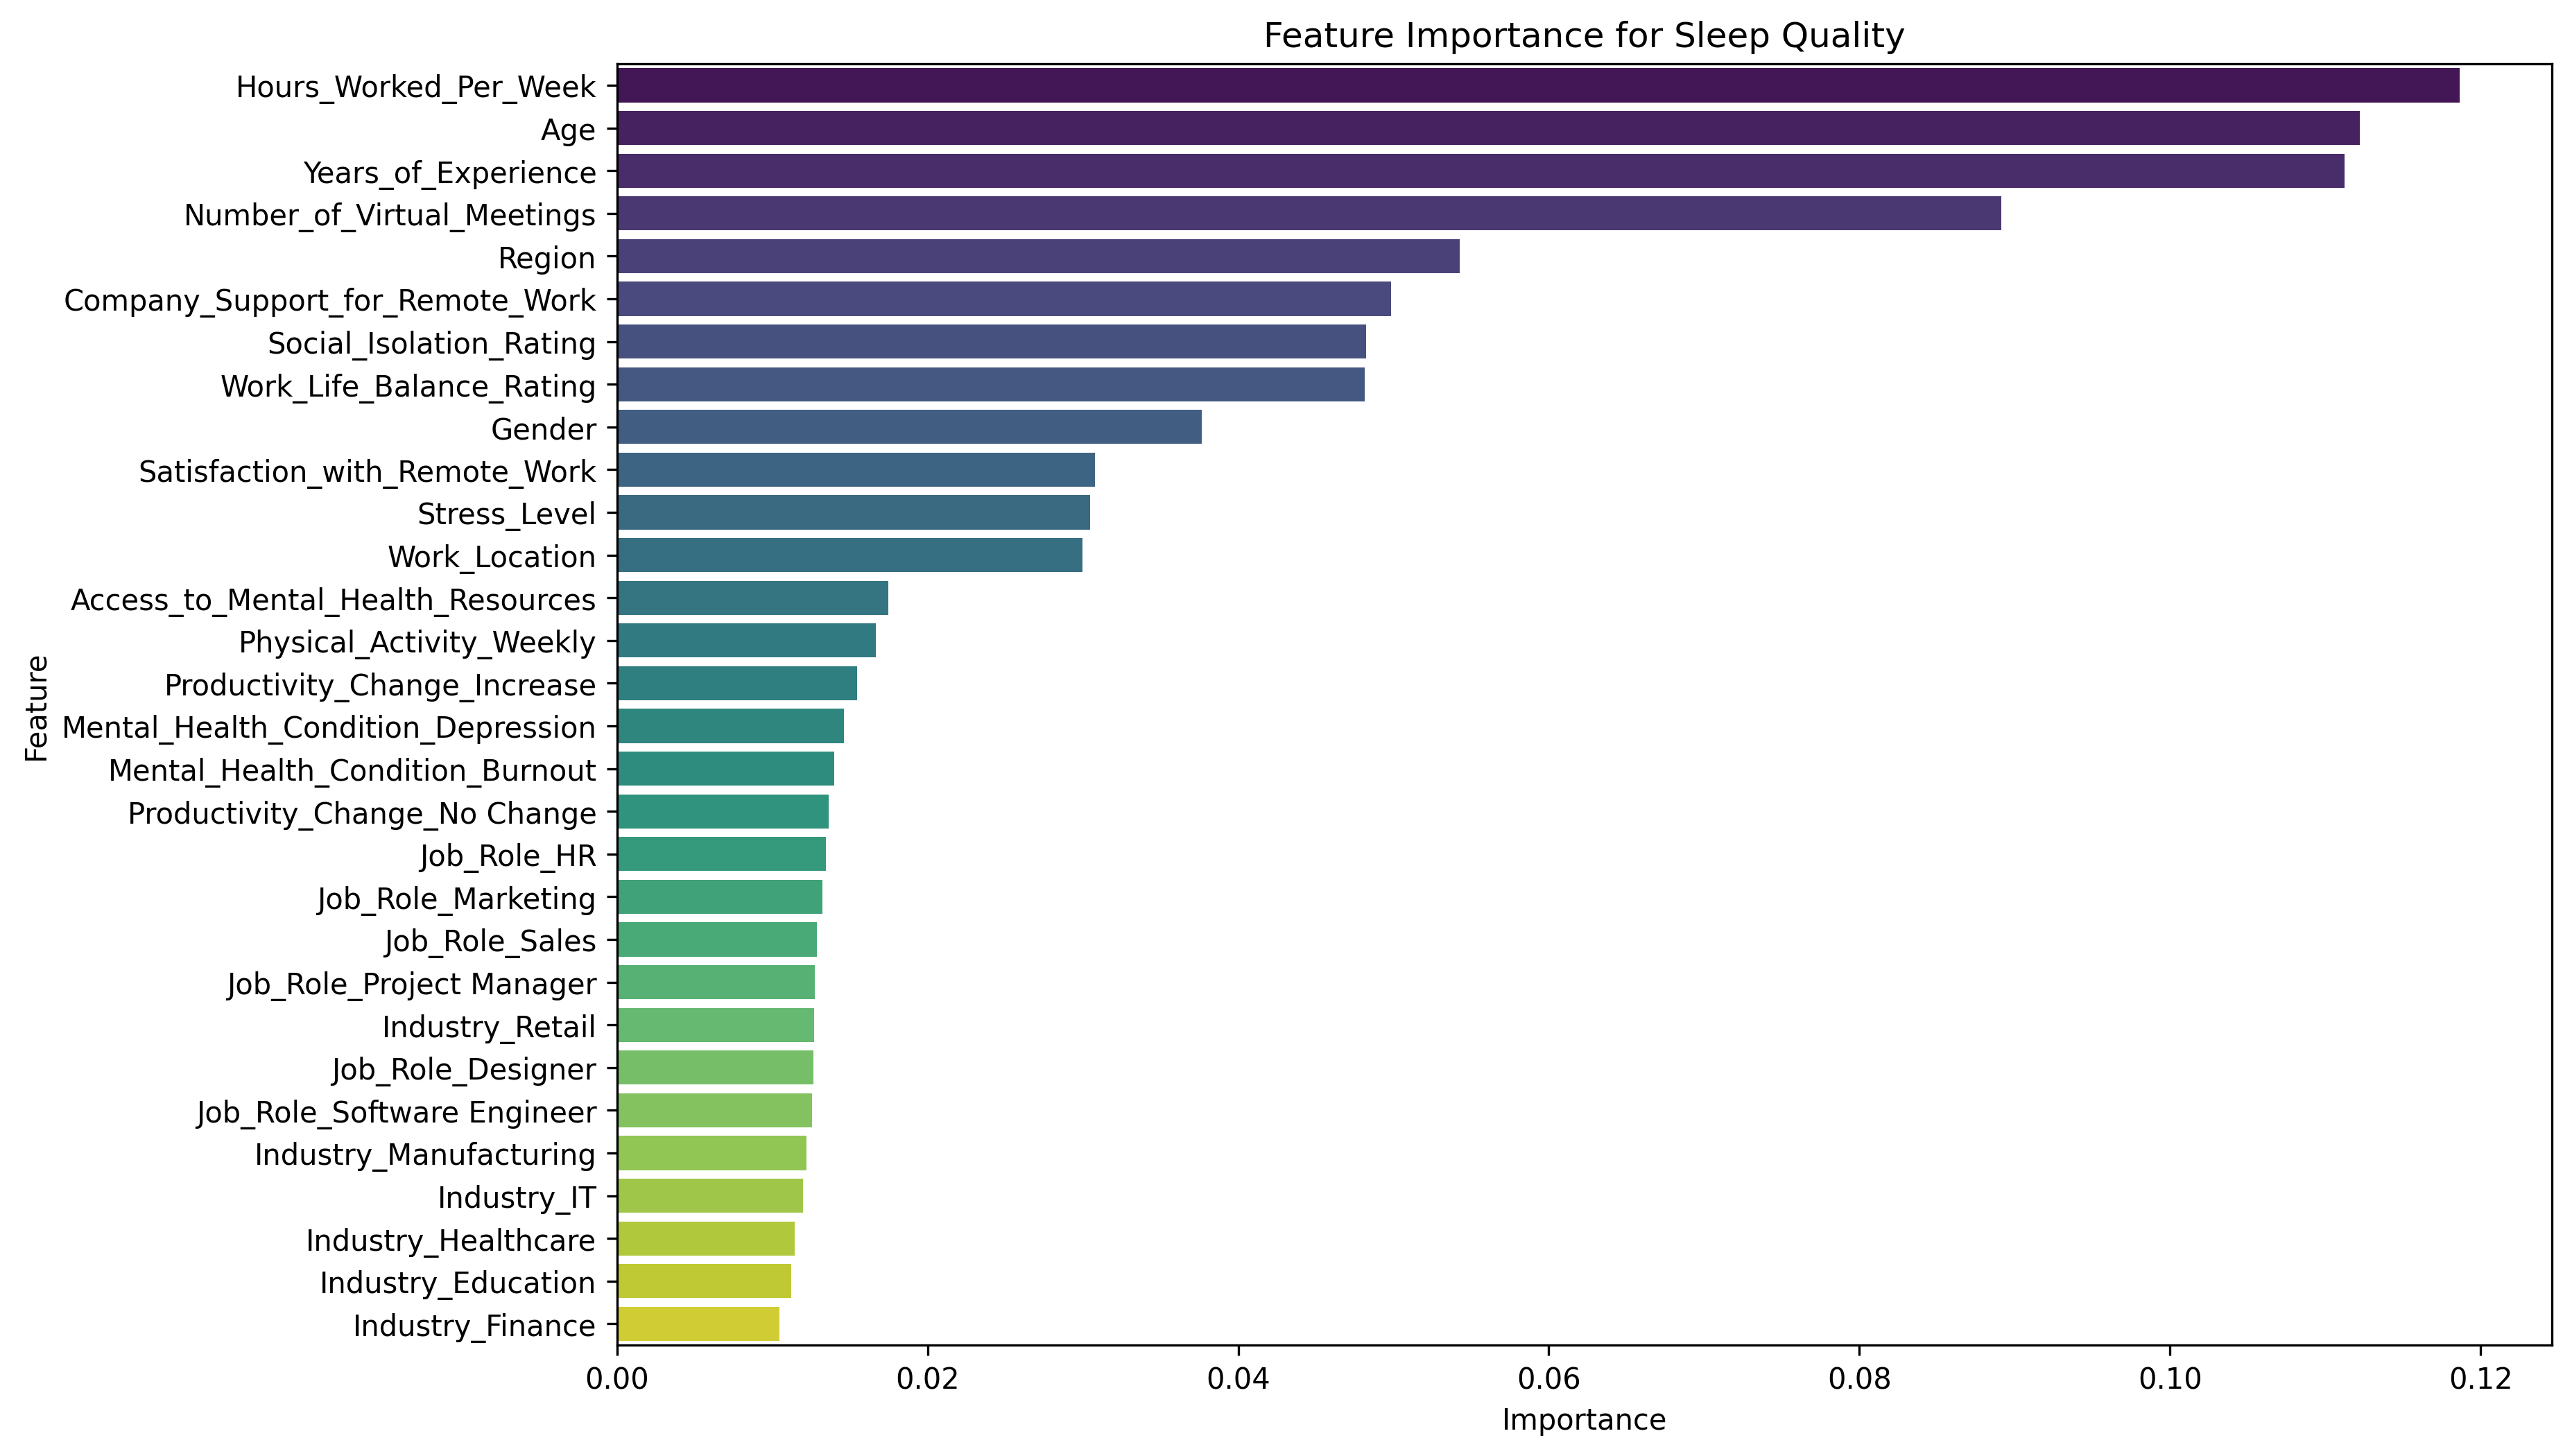 Feature Importance for Sleep Quality
Hours_Worked_Per_Week
Age
Years_of_Experience
Number_of_Virtual_Meetings
Region
Company_Support_for_Remote_Work
Social_Isolation_Rating
Work_Life_Balance_Rating
Gender
Satisfaction_with_Remote_Work
Stress_Level
Work_Location
Access_to_Mental_Health_Resources
Physical_Activity_Weekly
Productivity_Change_Increase
Mental_Health_Condition_Depression
Mental_Health_Condition_Burnout
Productivity_Change_No Change
Job_Role_HR
Job_Role_Marketing
Job_Role_Sales
Job_Role_Project Manager
Industry_Retail
Job_Role_Designer
Job_Role_Software Engineer
Industry_Manufacturing
Industry_IT
Industry_Healthcare
Industry_Education
Industry_Finance
Feature
0.00 0.02 0.04 0.06 0.08 0.10 0.12
Importance